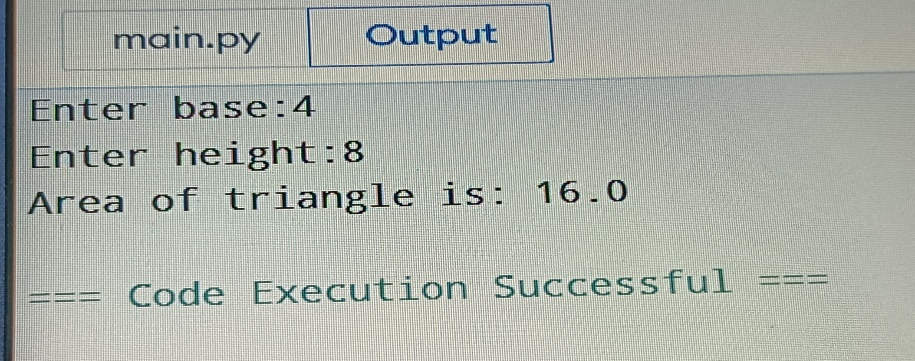 main.py Output
Enter base:4
Enter height:8
Area of triangle is: 16.0
=== Code Execution Successful ===